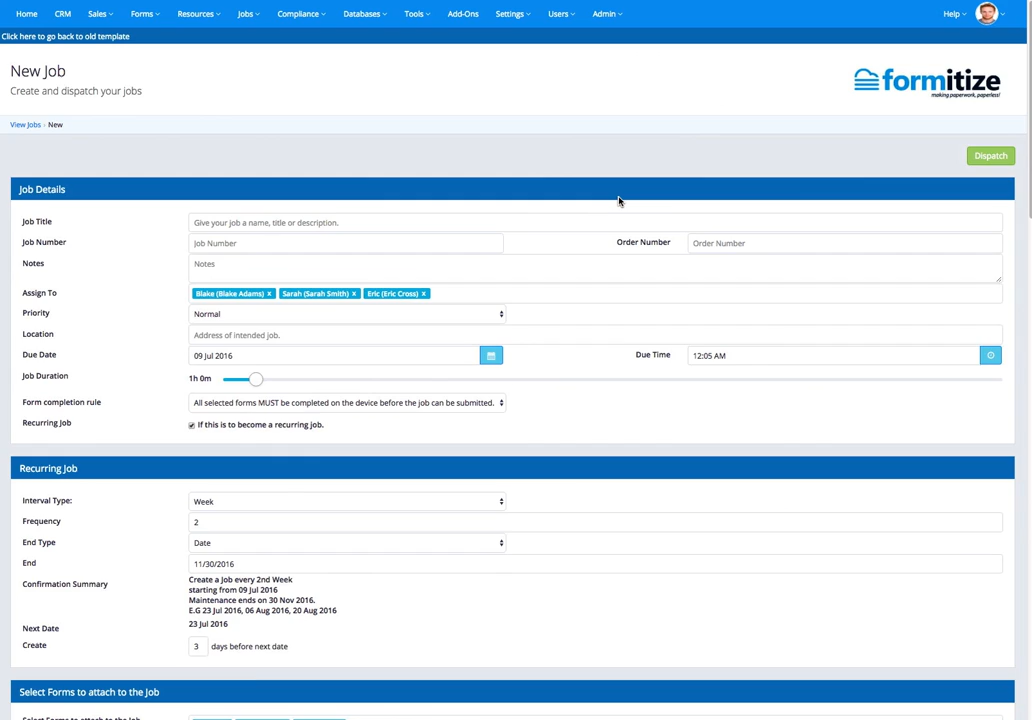 Home CRM Sales Forms Resources Jobs Compliance Databases Tools Add-Ons Settings Users Admin Help
Click here to go back to old template
New Job
Create and dispatch your jobs
formitize
making paperwork, paperless!
View Jobs › New
Dispatch
Job Details
Job Title Give your job a name, title or description.
Job Number Job Number Order Number Order Number
Notes Notes
Assign To Blake (Blake Adams) x Sarah (Sarah Smith) x Eric (Eric Cross) x
Priority Normal
Location Address of intended job.
Due Date 09 Jul 2016 Due Time 12:05 AM
Job Duration 1h 0m
Form completion rule All selected forms MUST be completed on the device before the job can be submitted.
Recurring Job If this is to become a recurring job.
Recurring Job
Interval Type: Week
Frequency 2
End Type Date
End 11/30/2016
Confirmation Summary Create a Job every 2nd Week
starting from 09 Jul 2016
Maintenance ends on 30 Nov 2016.
E.G 23 Jul 2016, 06 Aug 2016, 20 Aug 2016
Next Date 23 Jul 2016
Create 3 days before next date
Select Forms to attach to the Job
Select Forms to attach to the Job